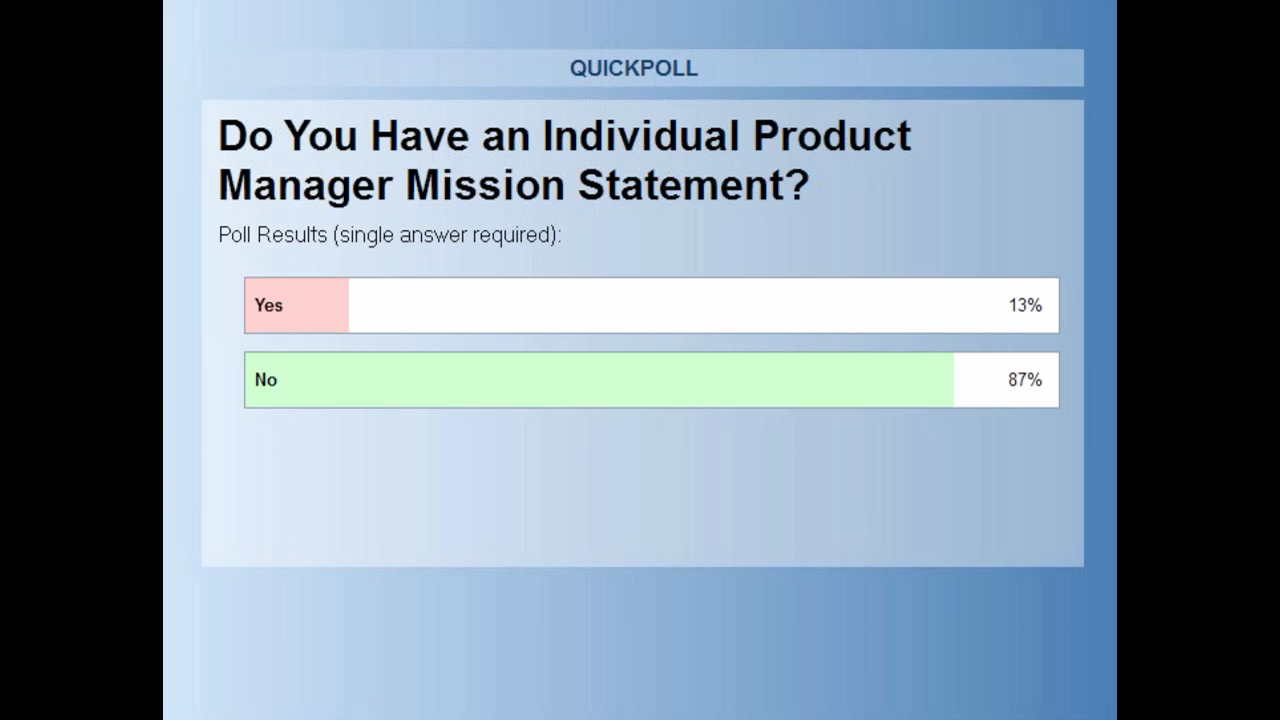 QUICKPOLL
Do You Have an Individual Product
Manager Mission Statement?
Poll Results (single answer required):
Yes 13%
No 87%